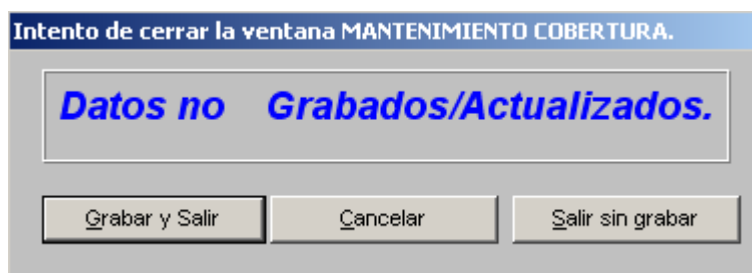 Intento de cerrar la ventana MANTENIMIENTO COBERTURA.
Datos no Grabados/Actualizados.
Grabar y Salir
Cancelar
Salir sin grabar